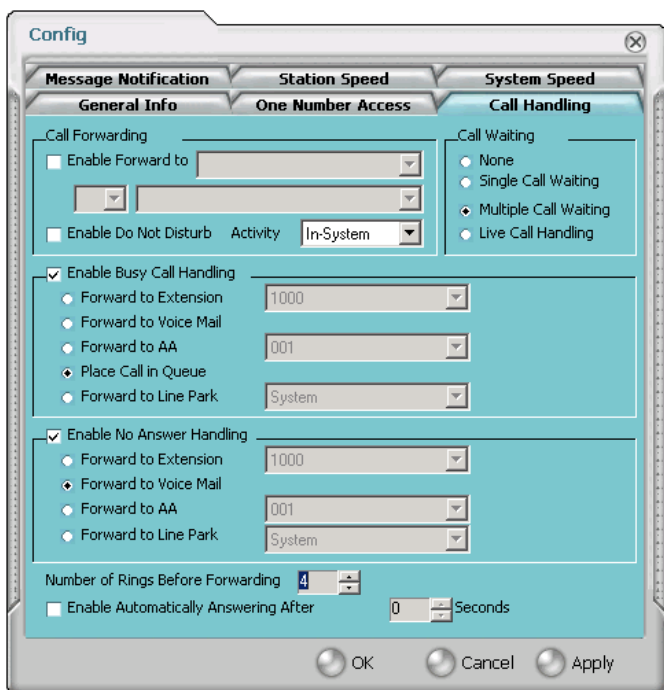 Config
Message Notification Station Speed System Speed
General Info One Number Access Call Handling
Call Forwarding
Enable Forward to
Enable Do Not Disturb Activity In-System
Call Waiting
None
Single Call Waiting
Multiple Call Waiting
Live Call Handling
Enable Busy Call Handling
Forward to Extension 1000
Forward to Voice Mail
Forward to AA 001
Place Call in Queue
Forward to Line Park System
Enable No Answer Handling
Forward to Extension 1000
Forward to Voice Mail
Forward to AA 001
Forward to Line Park System
Number of Rings Before Forwarding 4
Enable Automatically Answering After 0 Seconds
OK Cancel Apply